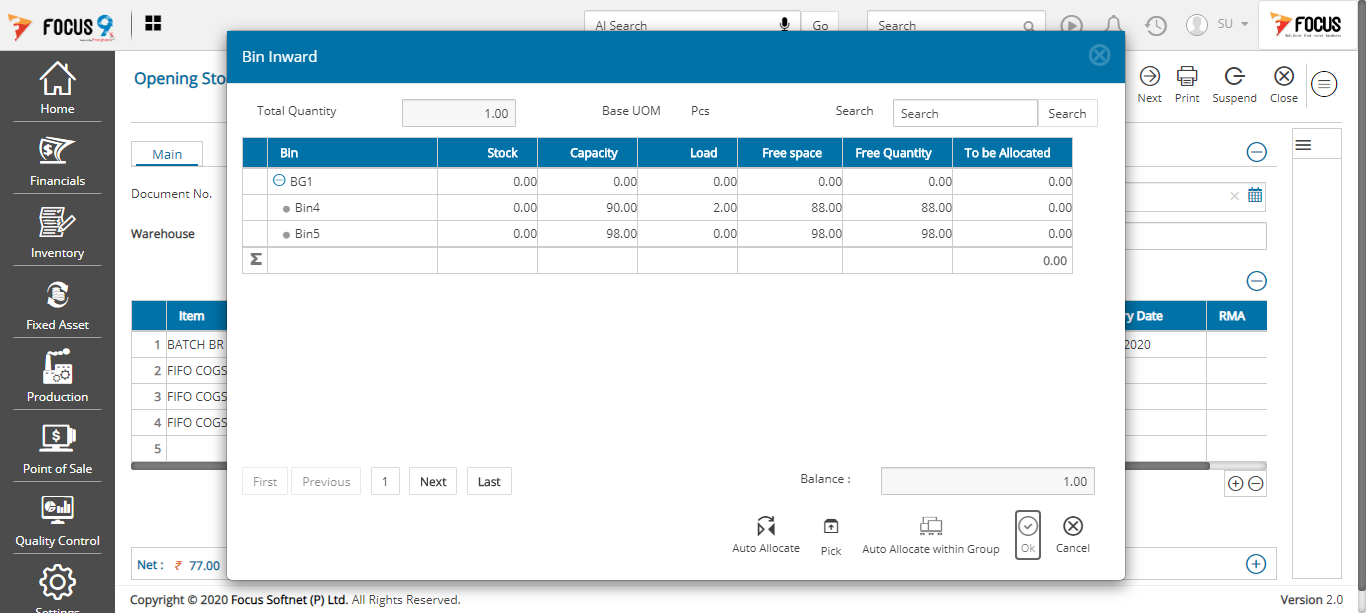 FOCUS 9
AI Search
Go
Search
SU
FOCUS
Home
Financials
Inventory
Fixed Asset
Production
Point of Sale
Quality Control
Settings
Opening Sto
Next
Print
Suspend
Close
Main
Document No.
Warehouse
Item
y Date
RMA
1 BATCH BR
2020
2 FIFO COGS
3 FIFO COGS
4 FIFO COGS
5
Net : ₹ 77.00
Bin Inward
Total Quantity 1.00 Base UOM Pcs Search Search Search
Bin Stock Capacity Load Free space Free Quantity To be Allocated
BG1 0.00 0.00 0.00 0.00 0.00 0.00
Bin4 0.00 90.00 2.00 88.00 88.00 0.00
Bin5 0.00 98.00 0.00 98.00 98.00 0.00
Σ 0.00
First Previous 1 Next Last
Balance : 1.00
Auto Allocate
Pick
Auto Allocate within Group
Ok
Cancel
Copyright © 2020 Focus Softnet (P) Ltd. All Rights Reserved.
Version 2.0